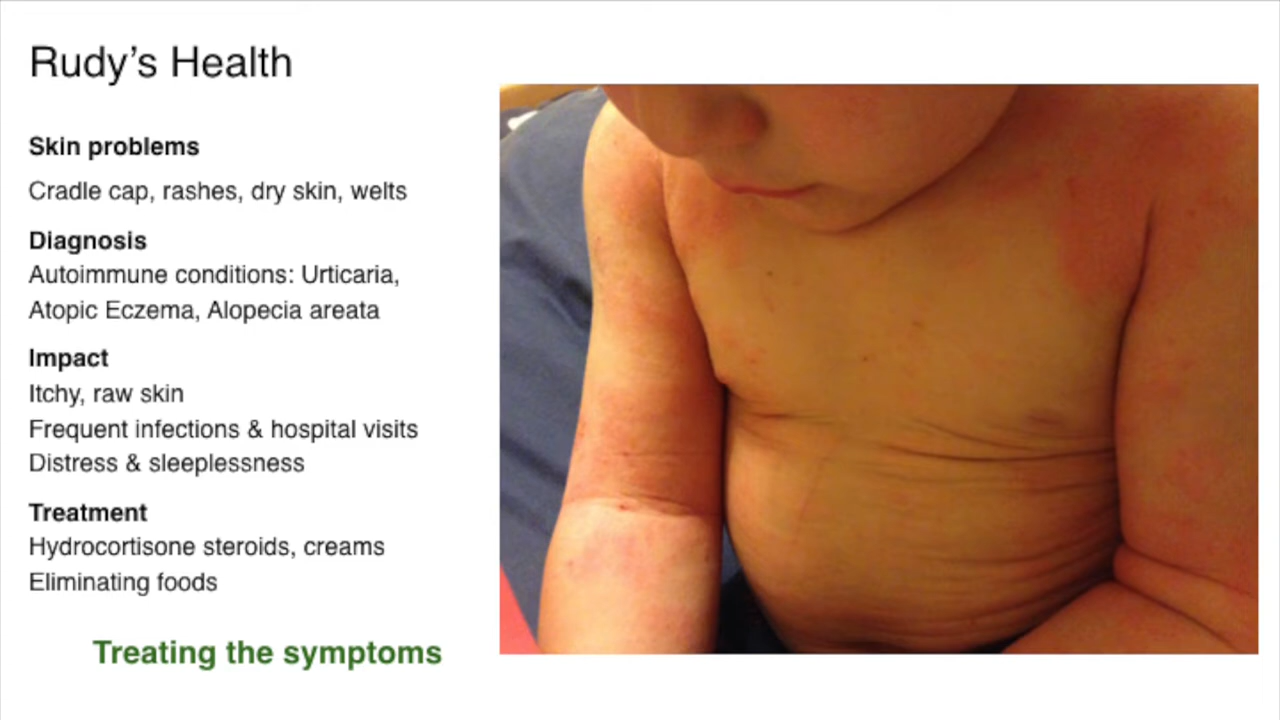 Rudy’s Health
Skin problems
Cradle cap, rashes, dry skin, welts
Diagnosis
Autoimmune conditions: Urticaria,
Atopic Eczema, Alopecia areata
Impact
Itchy, raw skin
Frequent infections & hospital visits
Distress & sleeplessness
Treatment
Hydrocortisone steroids, creams
Eliminating foods
Treating the symptoms